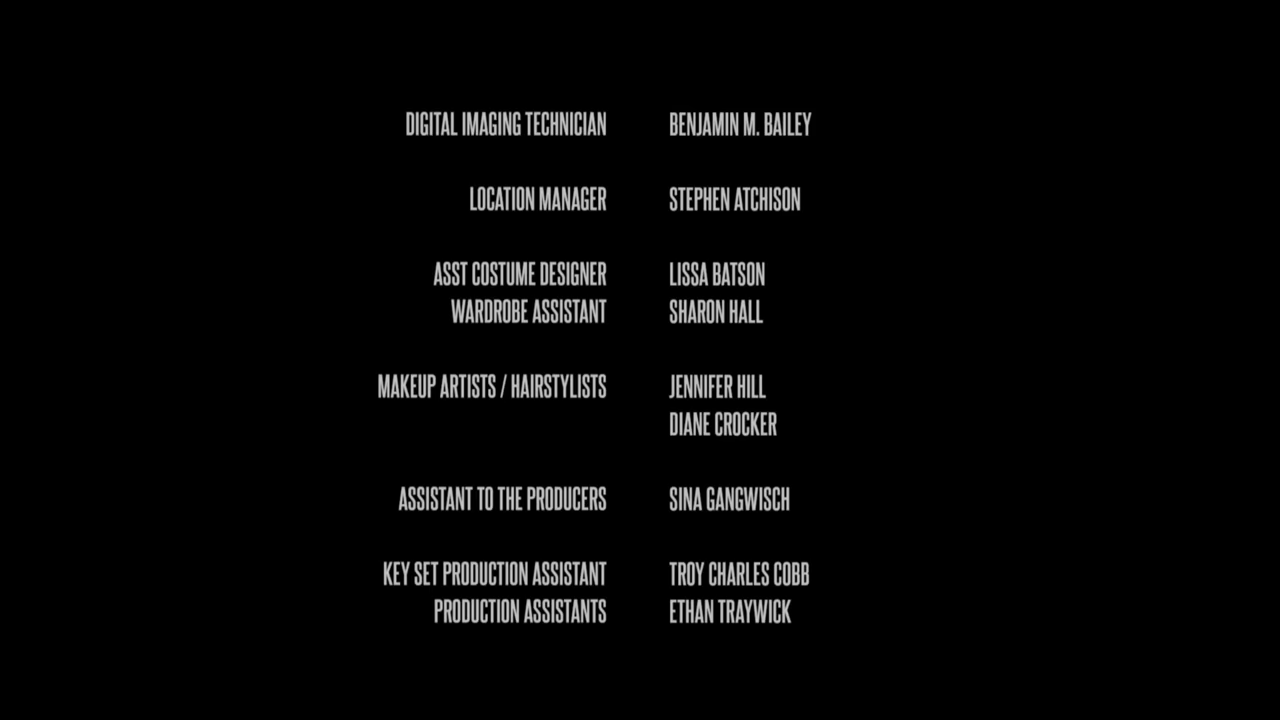 DIGITAL IMAGING TECHNICIAN BENJAMIN M. BAILEY
LOCATION MANAGER STEPHEN ATCHISON
ASST COSTUME DESIGNER LISSA BATSON
WARDROBE ASSISTANT SHARON HALL
MAKEUP ARTISTS / HAIRSTYLISTS JENNIFER HILL
DIANE CROCKER
ASSISTANT TO THE PRODUCERS SINA GANGWISCH
KEY SET PRODUCTION ASSISTANT TROY CHARLES COBB
PRODUCTION ASSISTANTS ETHAN TRAYWICK